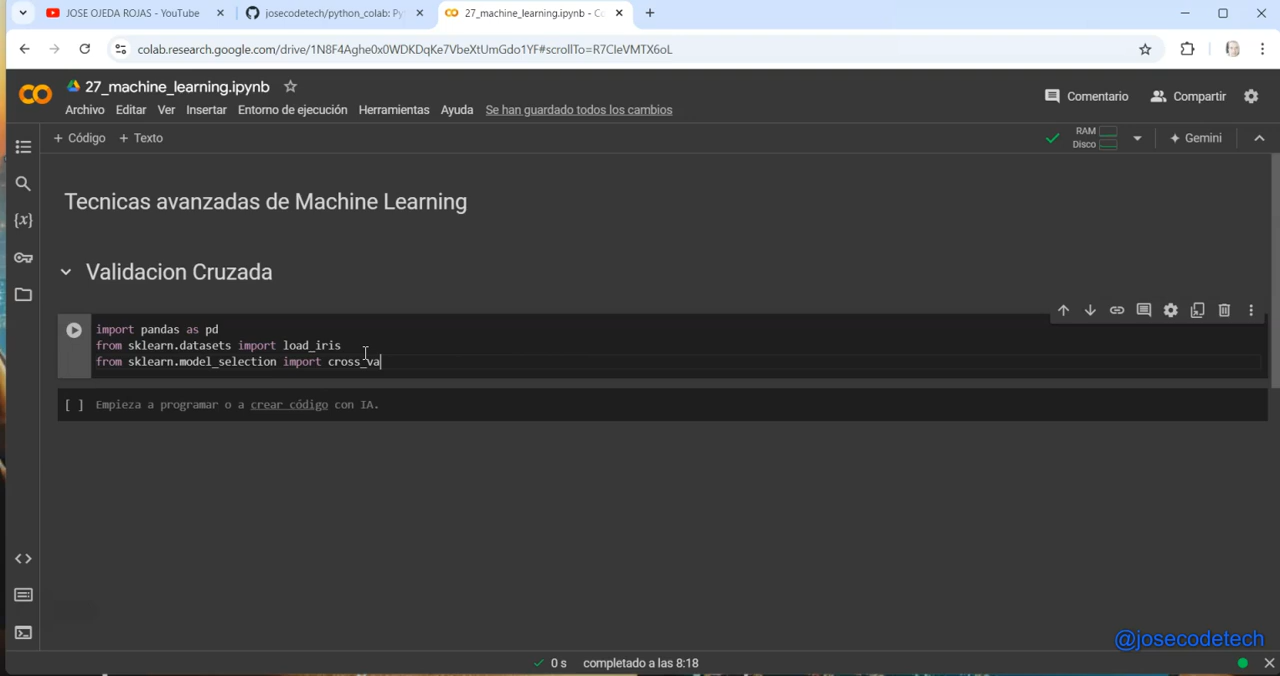 JOSE OJEDA ROJAS - YouTube
josecodetech/python_colab: Py
27_machine_learning.ipynb - Co
colab.research.google.com/drive/1N8F4Aghe0x0WDKDqKe7VbeXtUmGdo1YF#scrollTo=R7CIeVMTX6oL
27_machine_learning.ipynb
Comentario
Compartir
Archivo Editar Ver Insertar Entorno de ejecución Herramientas Ayuda Se han guardado todos los cambios
+ Código + Texto
RAM
Disco
Gemini
Tecnicas avanzadas de Machine Learning
Validacion Cruzada
import pandas as pd
from sklearn.datasets import load_iris
from sklearn.model_selection import cross_va
[ ] Empieza a programar o a crear código con IA.
@josecodetech
0 s completado a las 8:18